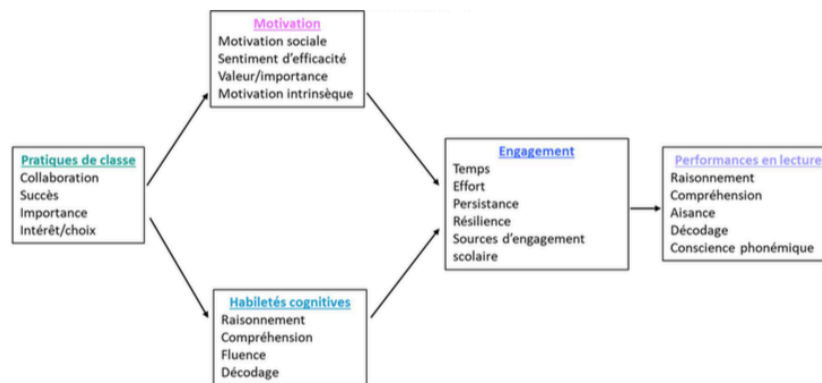 Motivation
Motivation sociale
Sentiment d'efficacité
Valeur/importance
Motivation intrinsèque
Pratiques de classe
Collaboration
Succès
Importance
Intérêt/choix
Habiletés cognitives
Raisonnement
Compréhension
Fluence
Décodage
Engagement
Temps
Effort
Persistance
Résilience
Sources d'engagement
scolaire
Performances en lecture
Raisonnement
Compréhension
Aisance
Décodage
Conscience phonémique